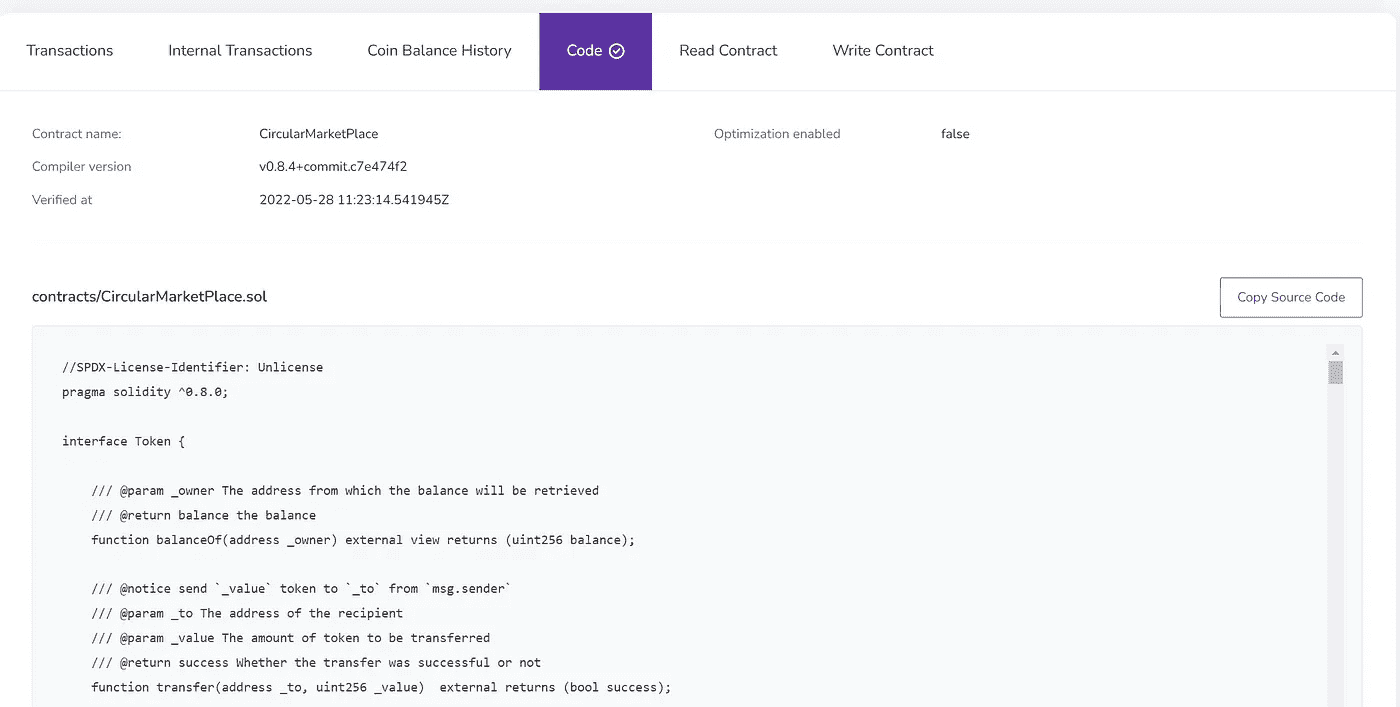 Transactions Internal Transactions Coin Balance History Code Read Contract Write Contract
Contract name: CircularMarketPlace Optimization enabled false
Compiler version v0.8.4+commit.c7e474f2
Verified at 2022-05-28 11:23:14.541945Z
contracts/CircularMarketPlace.sol Copy Source Code
//SPDX-License-Identifier: Unlicense
pragma solidity ^0.8.0;
interface Token {
/// @param _owner The address from which the balance will be retrieved
/// @return balance the balance
function balanceOf(address _owner) external view returns (uint256 balance);
/// @notice send `_value` token to `_to` from `msg.sender`
/// @param _to The address of the recipient
/// @param _value The amount of token to be transferred
/// @return success Whether the transfer was successful or not
function transfer(address _to, uint256 _value)  external returns (bool success);